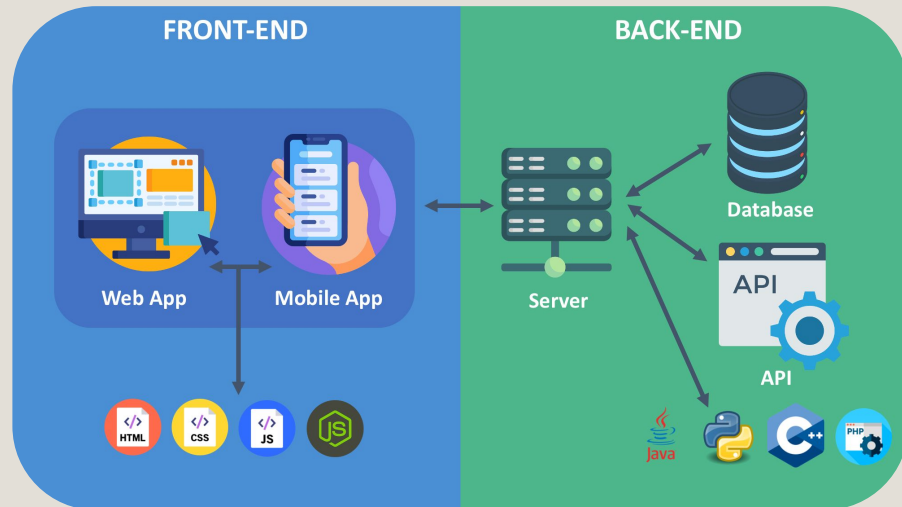 FRONT-END
BACK-END
Web App
Mobile App
Server
Database
API
API
</>
HTML
</>
CSS
</>
JS
JS
Java
C++
PHP